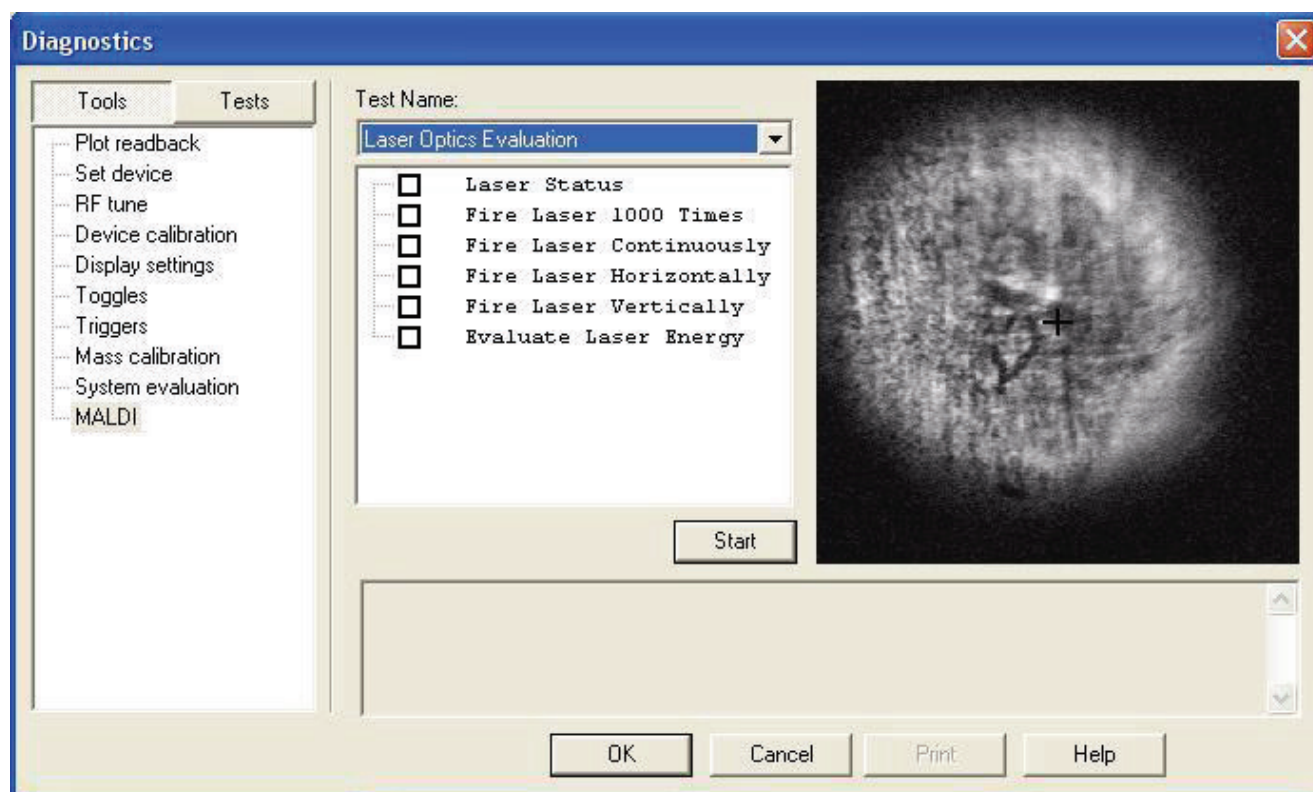 Diagnostics
Tools Tests
Plot readback
Set device
RF tune
Device calibration
Display settings
Toggles
Triggers
Mass calibration
System evaluation
MALDI
Test Name:
Laser Optics Evaluation
Laser Status
Fire Laser 1000 Times
Fire Laser Continuously
Fire Laser Horizontally
Fire Laser Vertically
Evaluate Laser Energy
Start
OK Cancel Print Help